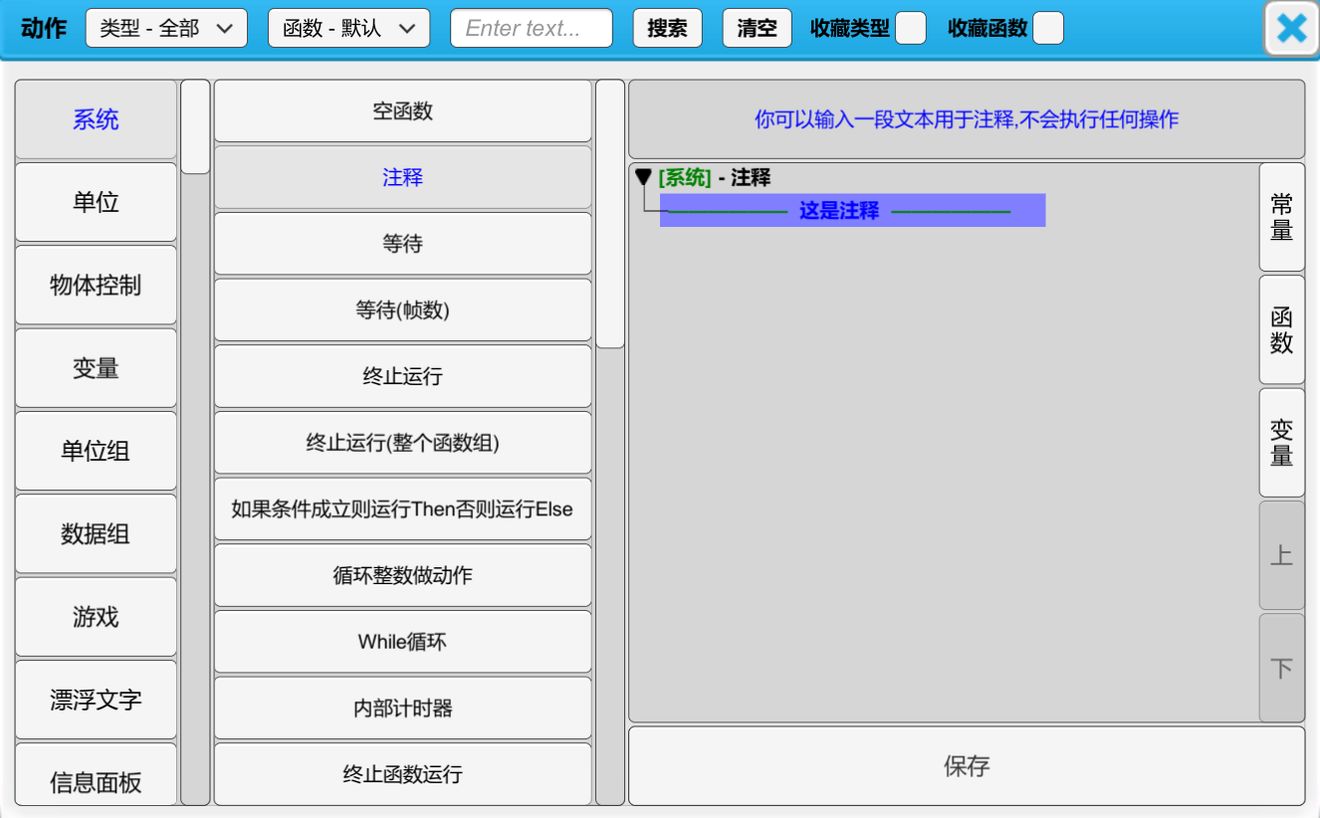 动作 类型 - 全部 函数 - 默认 Enter text... 搜索 清空 收藏类型 收藏函数
系统
单位
物体控制
变量
单位组
数据组
游戏
漂浮文字
信息面板
空函数
注释
等待
等待(帧数)
终止运行
终止运行(整个函数组)
如果条件成立则运行Then否则运行Else
循环整数做动作
While循环
内部计时器
终止函数运行
你可以输入一段文本用于注释,不会执行任何操作
[系统] - 注释
—————— 这是注释 ——————
常量
函数
变量
上
下
保存